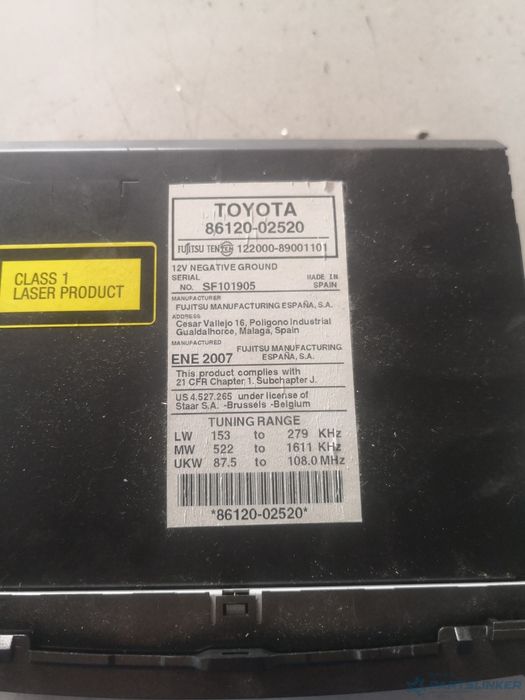 TOYOTA
86120-02520
FUJITSU TEN TEN 122000-89001101
12V NEGATIVE GROUND
SERIAL MADE IN
NO. SF101905 SPAIN
MANUFACTURER
FUJITSU MANUFACTURING ESPAÑA, S.A.
ADDRESS
Cesar Vallejo 16, Poligono Industrial
Gualdalhorce, Malaga, Spain
MANUFACTURED FUJITSU MANUFACTURING
ENE 2007 ESPAÑA, S.A.
This product complies with
21 CFR Chapter 1. Subchapter J.
US 4.527.265 under license of
Staar S.A. -Brussels -Belgium
TUNING RANGE
LW 153 to 279 KHz
MW 522 to 1611 KHz
UKW 87.5 to 108.0 MHz
*86120-02520*
CLASS 1
LASER PRODUCT
PARTSLINKER